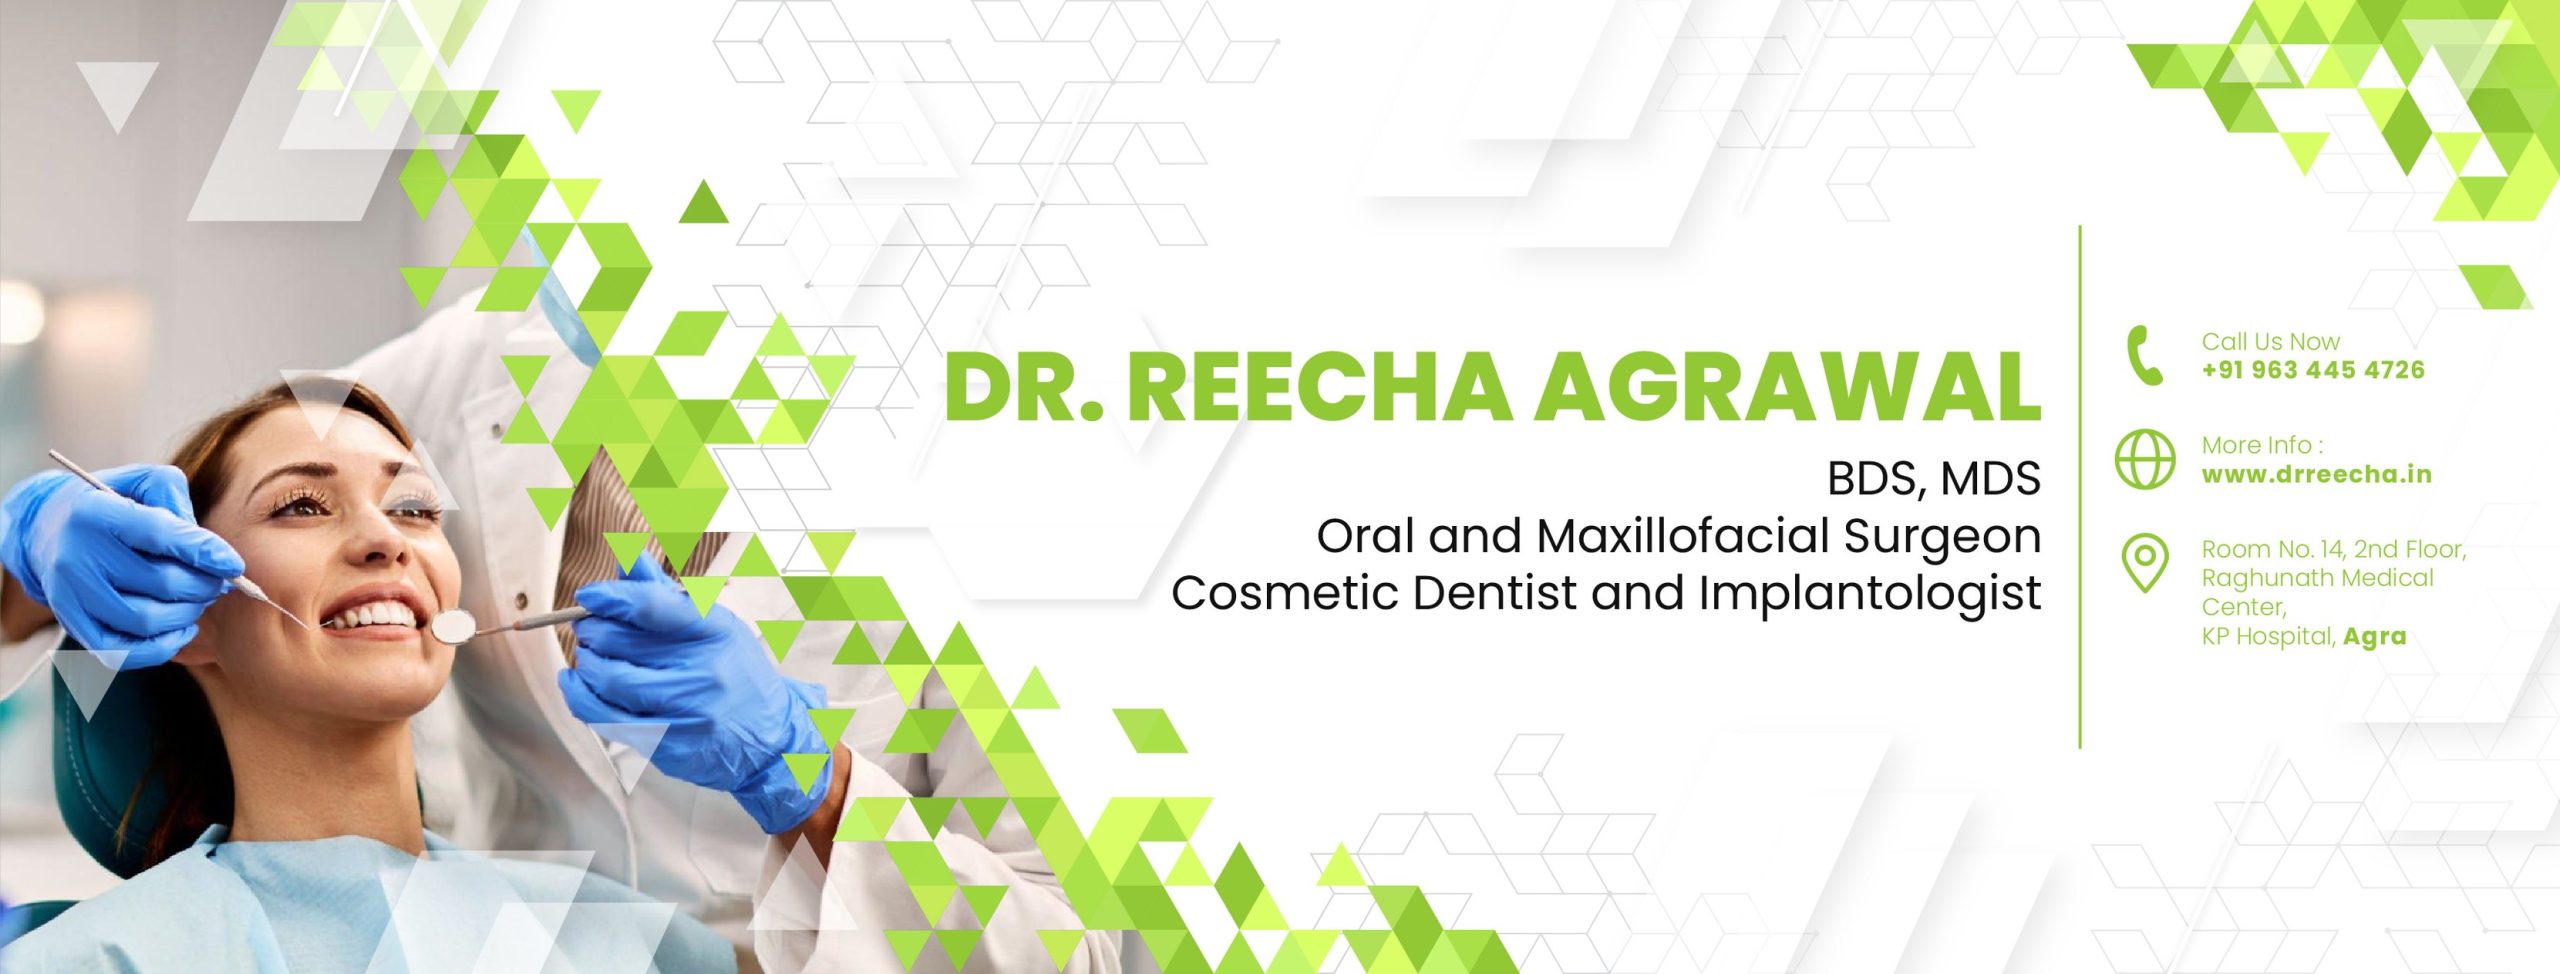 DR. REECHA AGRAWAL
BDS, MDS
Oral and Maxillofacial Surgeon
Cosmetic Dentist and Implantologist
Call Us Now
+91 963 445 4726
More Info :
www.drreecha.in
Room No. 14, 2nd Floor,
Raghunath Medical
Center,
KP Hospital, Agra